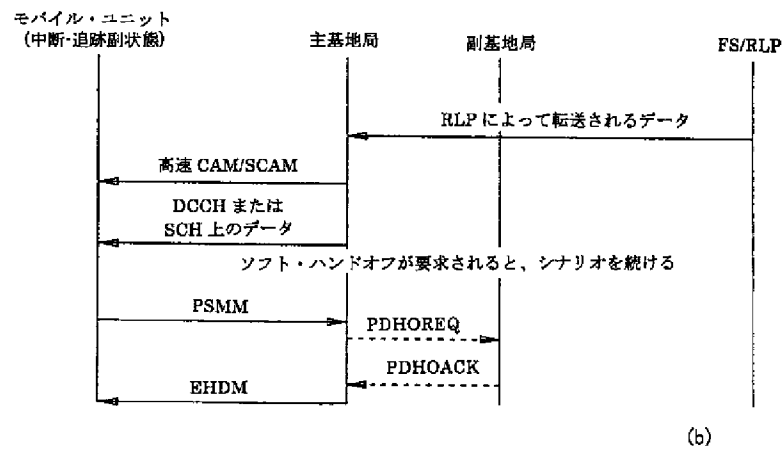 モバイル・ユニット
(中断-追跡副状態)
主基地局
副基地局
FS/RLP
RLP によって転送されるデータ
高速 CAM/SCAM
DCCH または
SCH 上のデータ
ソフト・ハンドオフが要求されると、シナリオを続ける
PSMM
PDHOREQ
PDHOACK
EHDM
(b)